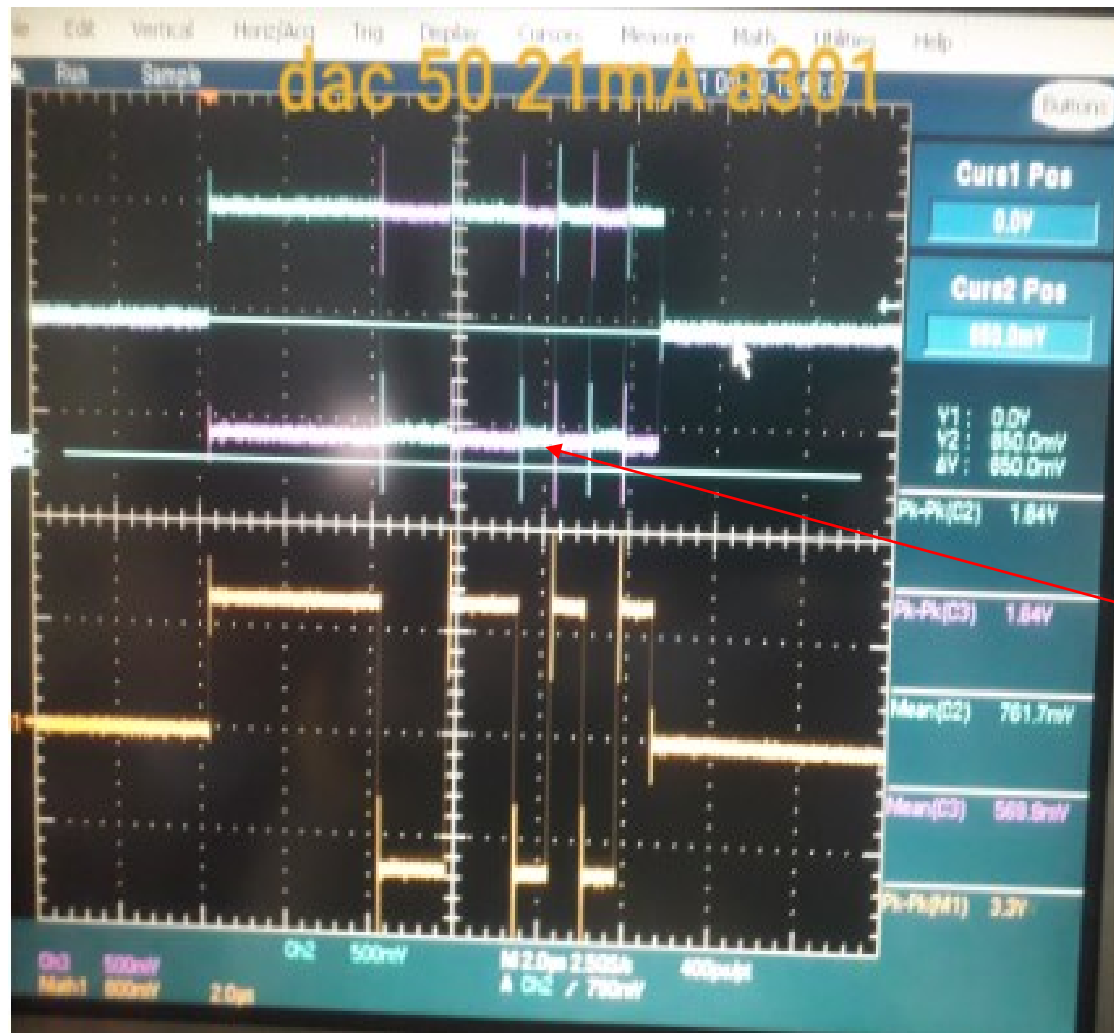 Edit Vertical Horiz/Acq Trig Display Cursors Measure Math Utilities Help
Run Sample
dac 50 21mA a301
Buttons
Curs1 Pos
0.0V
Curs2 Pos
V1 : 0.0V
V2 : 850.0mV
ΔV : 850.0mV
Pk-Pk(C2) 1.84V
Pk-Pk(C3) 1.84V
Mean(C2) 761.7mV
Mean(C3)
Pk-Pk(M1) 3.3V
Ch3 500mV Ch2 500mV M 2.0µs 400ps/pt
Math1 2.0µs A Ch2